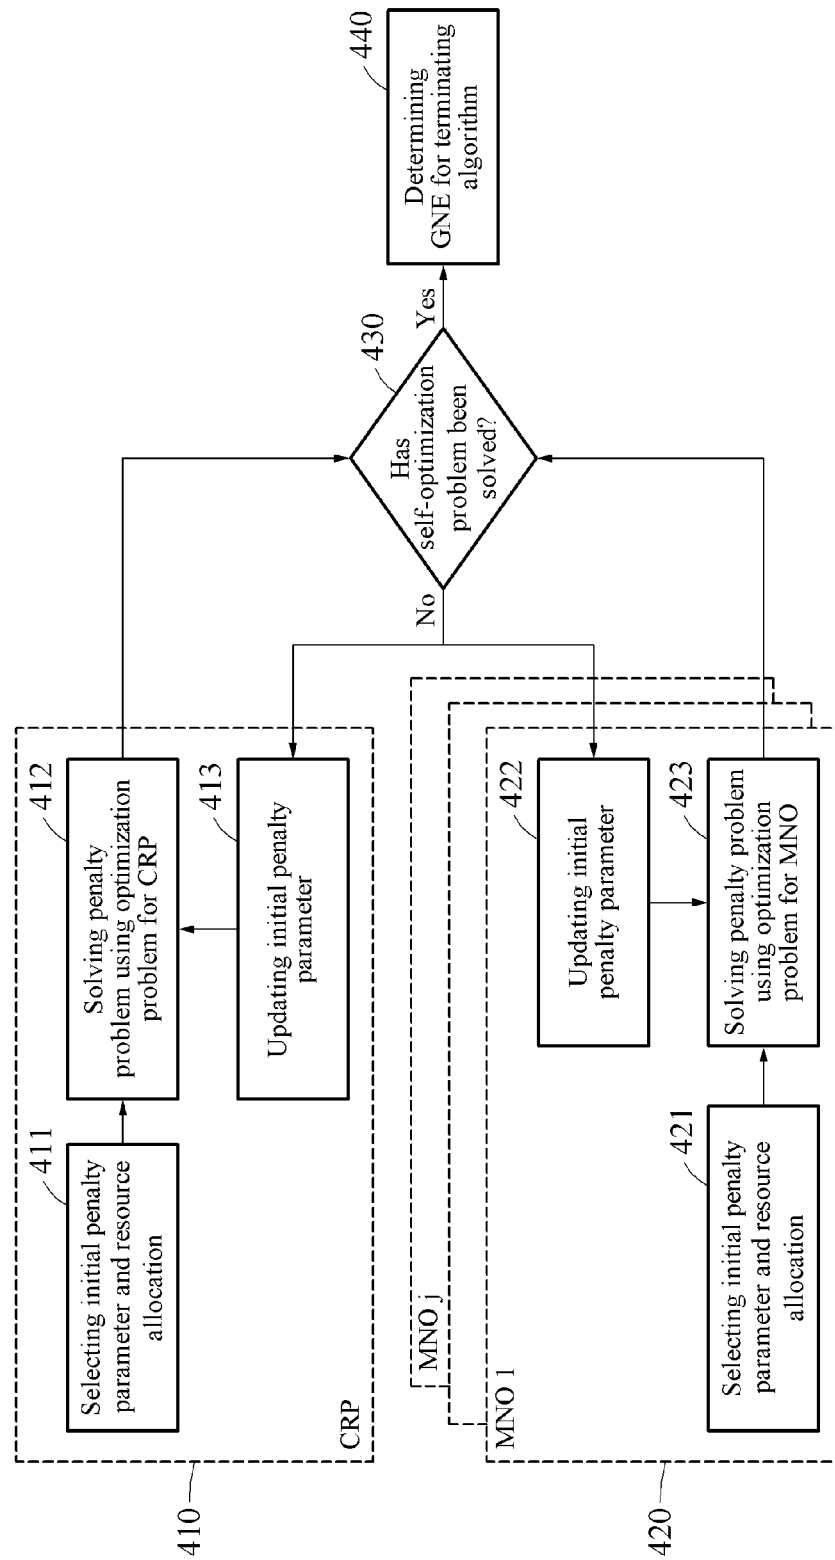 410
CRP
411
Selecting initial penalty
parameter and resource
allocation
412
Solving penalty
problem using optimization
problem for CRP
413
Updating initial penalty
parameter
420
MNO j
MNO 1
421
Selecting initial penalty
parameter and resource
allocation
422
Updating initial
penalty parameter
423
Solving penalty problem
using optimization
problem for MNO
430
Has
self-optimization
problem been
solved?
No
Yes
440
Determining
GNE for terminating
algorithm